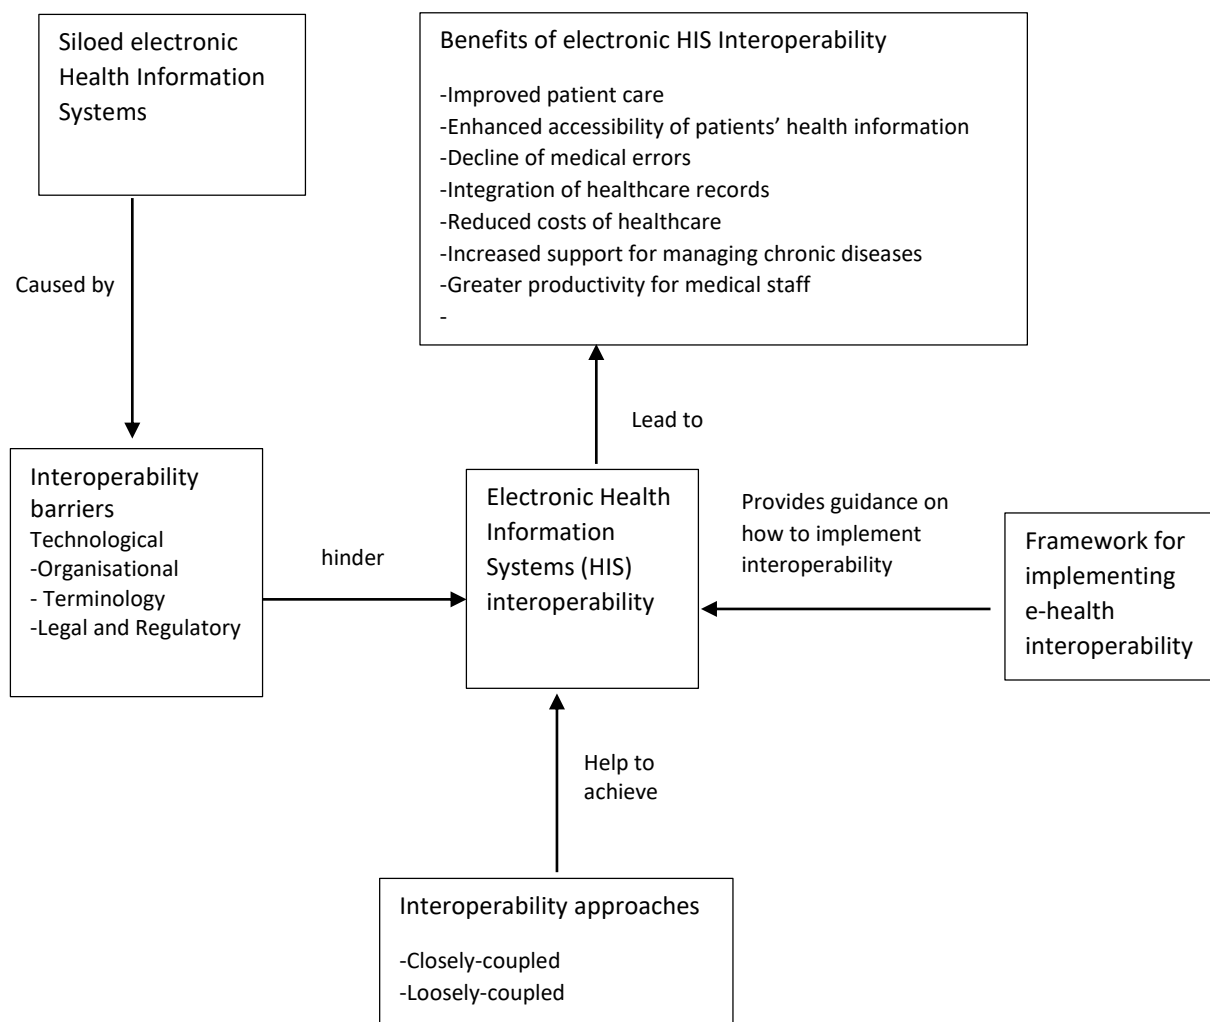 Siloed electronic
Health Information
Systems
Benefits of electronic HIS Interoperability
-Improved patient care
-Enhanced accessibility of patients’ health information
-Decline of medical errors
-Integration of healthcare records
-Reduced costs of healthcare
-Increased support for managing chronic diseases
-Greater productivity for medical staff
-
Caused by
Lead to
Interoperability
barriers
Technological
-Organisational
- Terminology
-Legal and Regulatory
hinder
Electronic Health
Information
Systems (HIS)
interoperability
Provides guidance on
how to implement
interoperability
Framework for
implementing
e-health
interoperability
Help to
achieve
Interoperability approaches
-Closely-coupled
-Loosely-coupled